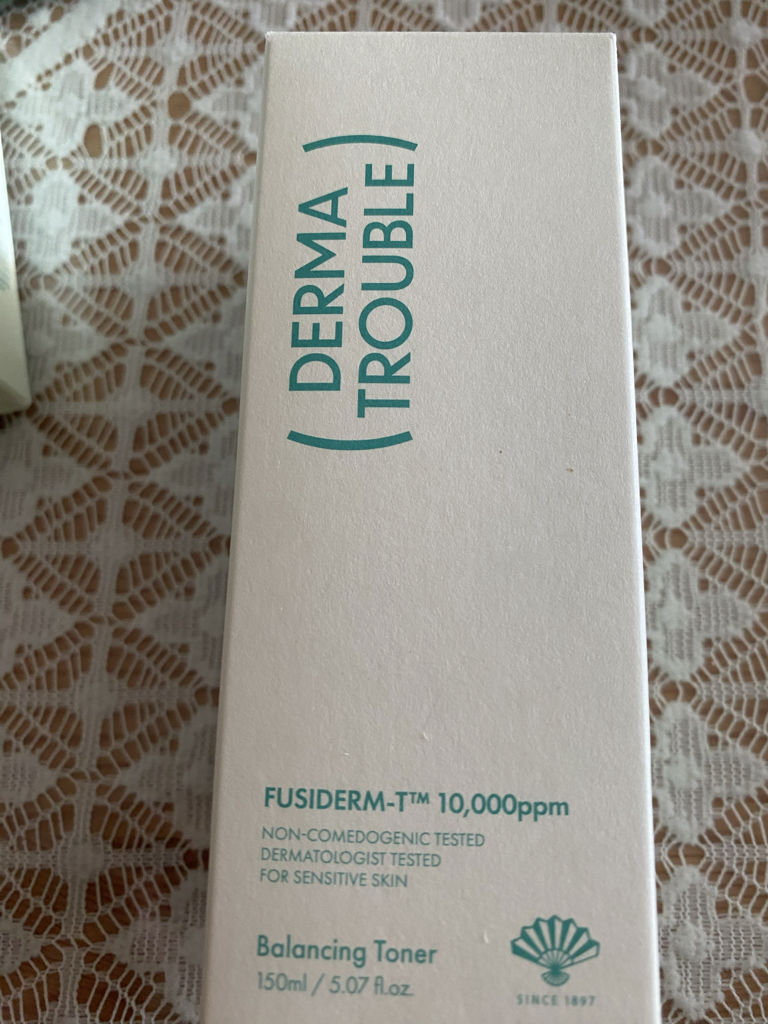 ( DERMA )
( TROUBLE )
FUSIDERM-T™ 10,000ppm
NON-COMEDOGENIC TESTED
DERMATOLOGIST TESTED
FOR SENSITIVE SKIN
Balancing Toner
150ml / 5.07 fl.oz.
SINCE 1897